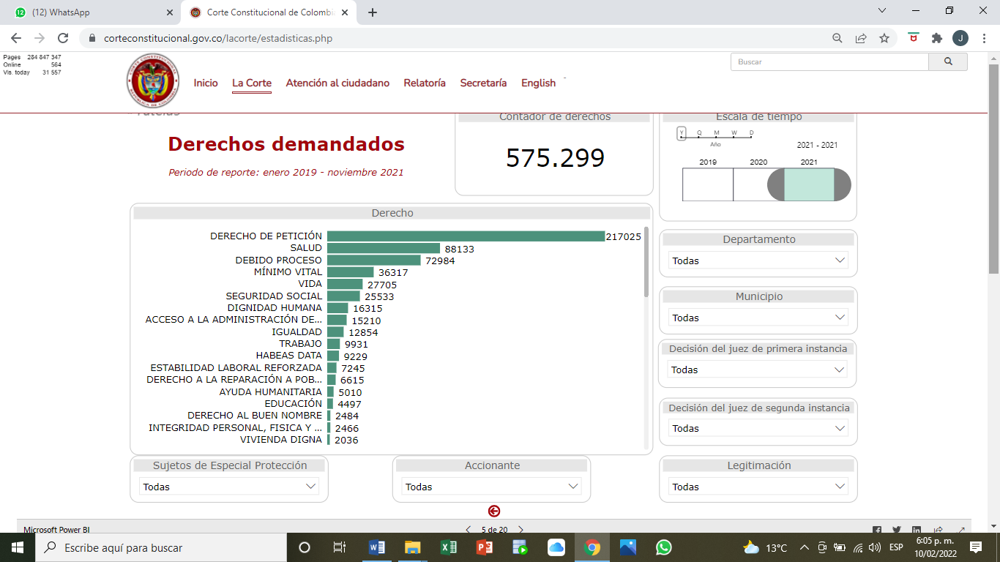 (12) WhatsApp
Corte Constitucional de Colombia
corteconstitucional.gov.co/lacorte/estadisticas.php
J
Pages 284 847 347
Online 564
Vis. today 31 557
Inicio
La Corte
Atención al ciudadano
Relatoría
Secretaría
English
Buscar
Derechos demandados
Periodo de reporte: enero 2019 - noviembre 2021
Contador de derechos
575.299
Escala de tiempo
Y Q M W D
Año
2021 - 2021
2019 2020 2021
Derecho
DERECHO DE PETICIÓN 217025
SALUD 88133
DEBIDO PROCESO 72984
MÍNIMO VITAL 36317
VIDA 27705
SEGURIDAD SOCIAL 25533
DIGNIDAD HUMANA 16315
ACCESO A LA ADMINISTRACIÓN DE... 15210
IGUALDAD 12854
TRABAJO 9931
HABEAS DATA 9229
ESTABILIDAD LABORAL REFORZADA 7245
DERECHO A LA REPARACIÓN A POB... 6615
AYUDA HUMANITARIA 5010
EDUCACIÓN 4497
DERECHO AL BUEN NOMBRE 2484
INTEGRIDAD PERSONAL, FISICA Y ... 2466
VIVIENDA DIGNA 2036
Departamento
Todas
Municipio
Todas
Decisión del juez de primera instancia
Todas
Decisión del juez de segunda instancia
Todas
Sujetos de Especial Protección
Todas
Accionante
Todas
Legitimación
Todas
Microsoft Power BI
5 de 20
Escribe aquí para buscar
13°C
ESP
6:05 p. m.
10/02/2022